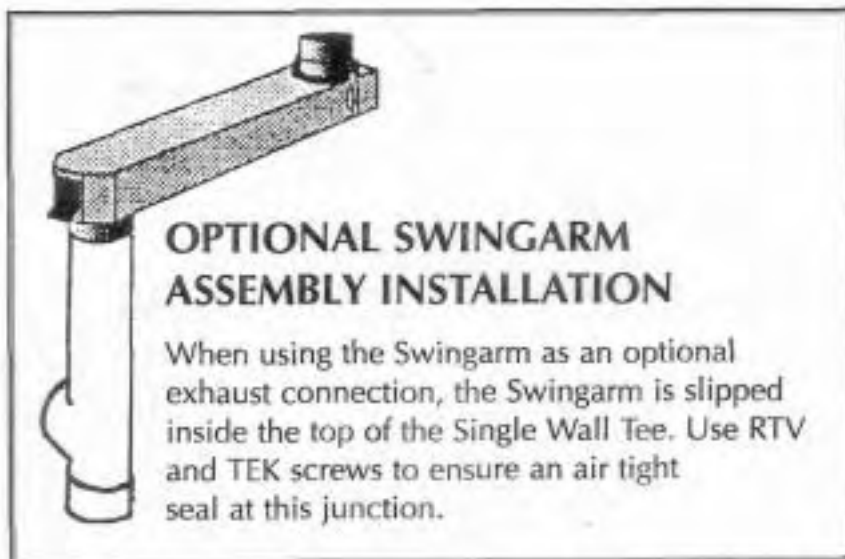 OPTIONAL SWINGARM
ASSEMBLY INSTALLATION
When using the Swingarm as an optional
exhaust connection, the Swingarm is slipped
inside the top of the Single Wall Tee. Use RTV
and TEK screws to ensure an air tight
seal at this junction.